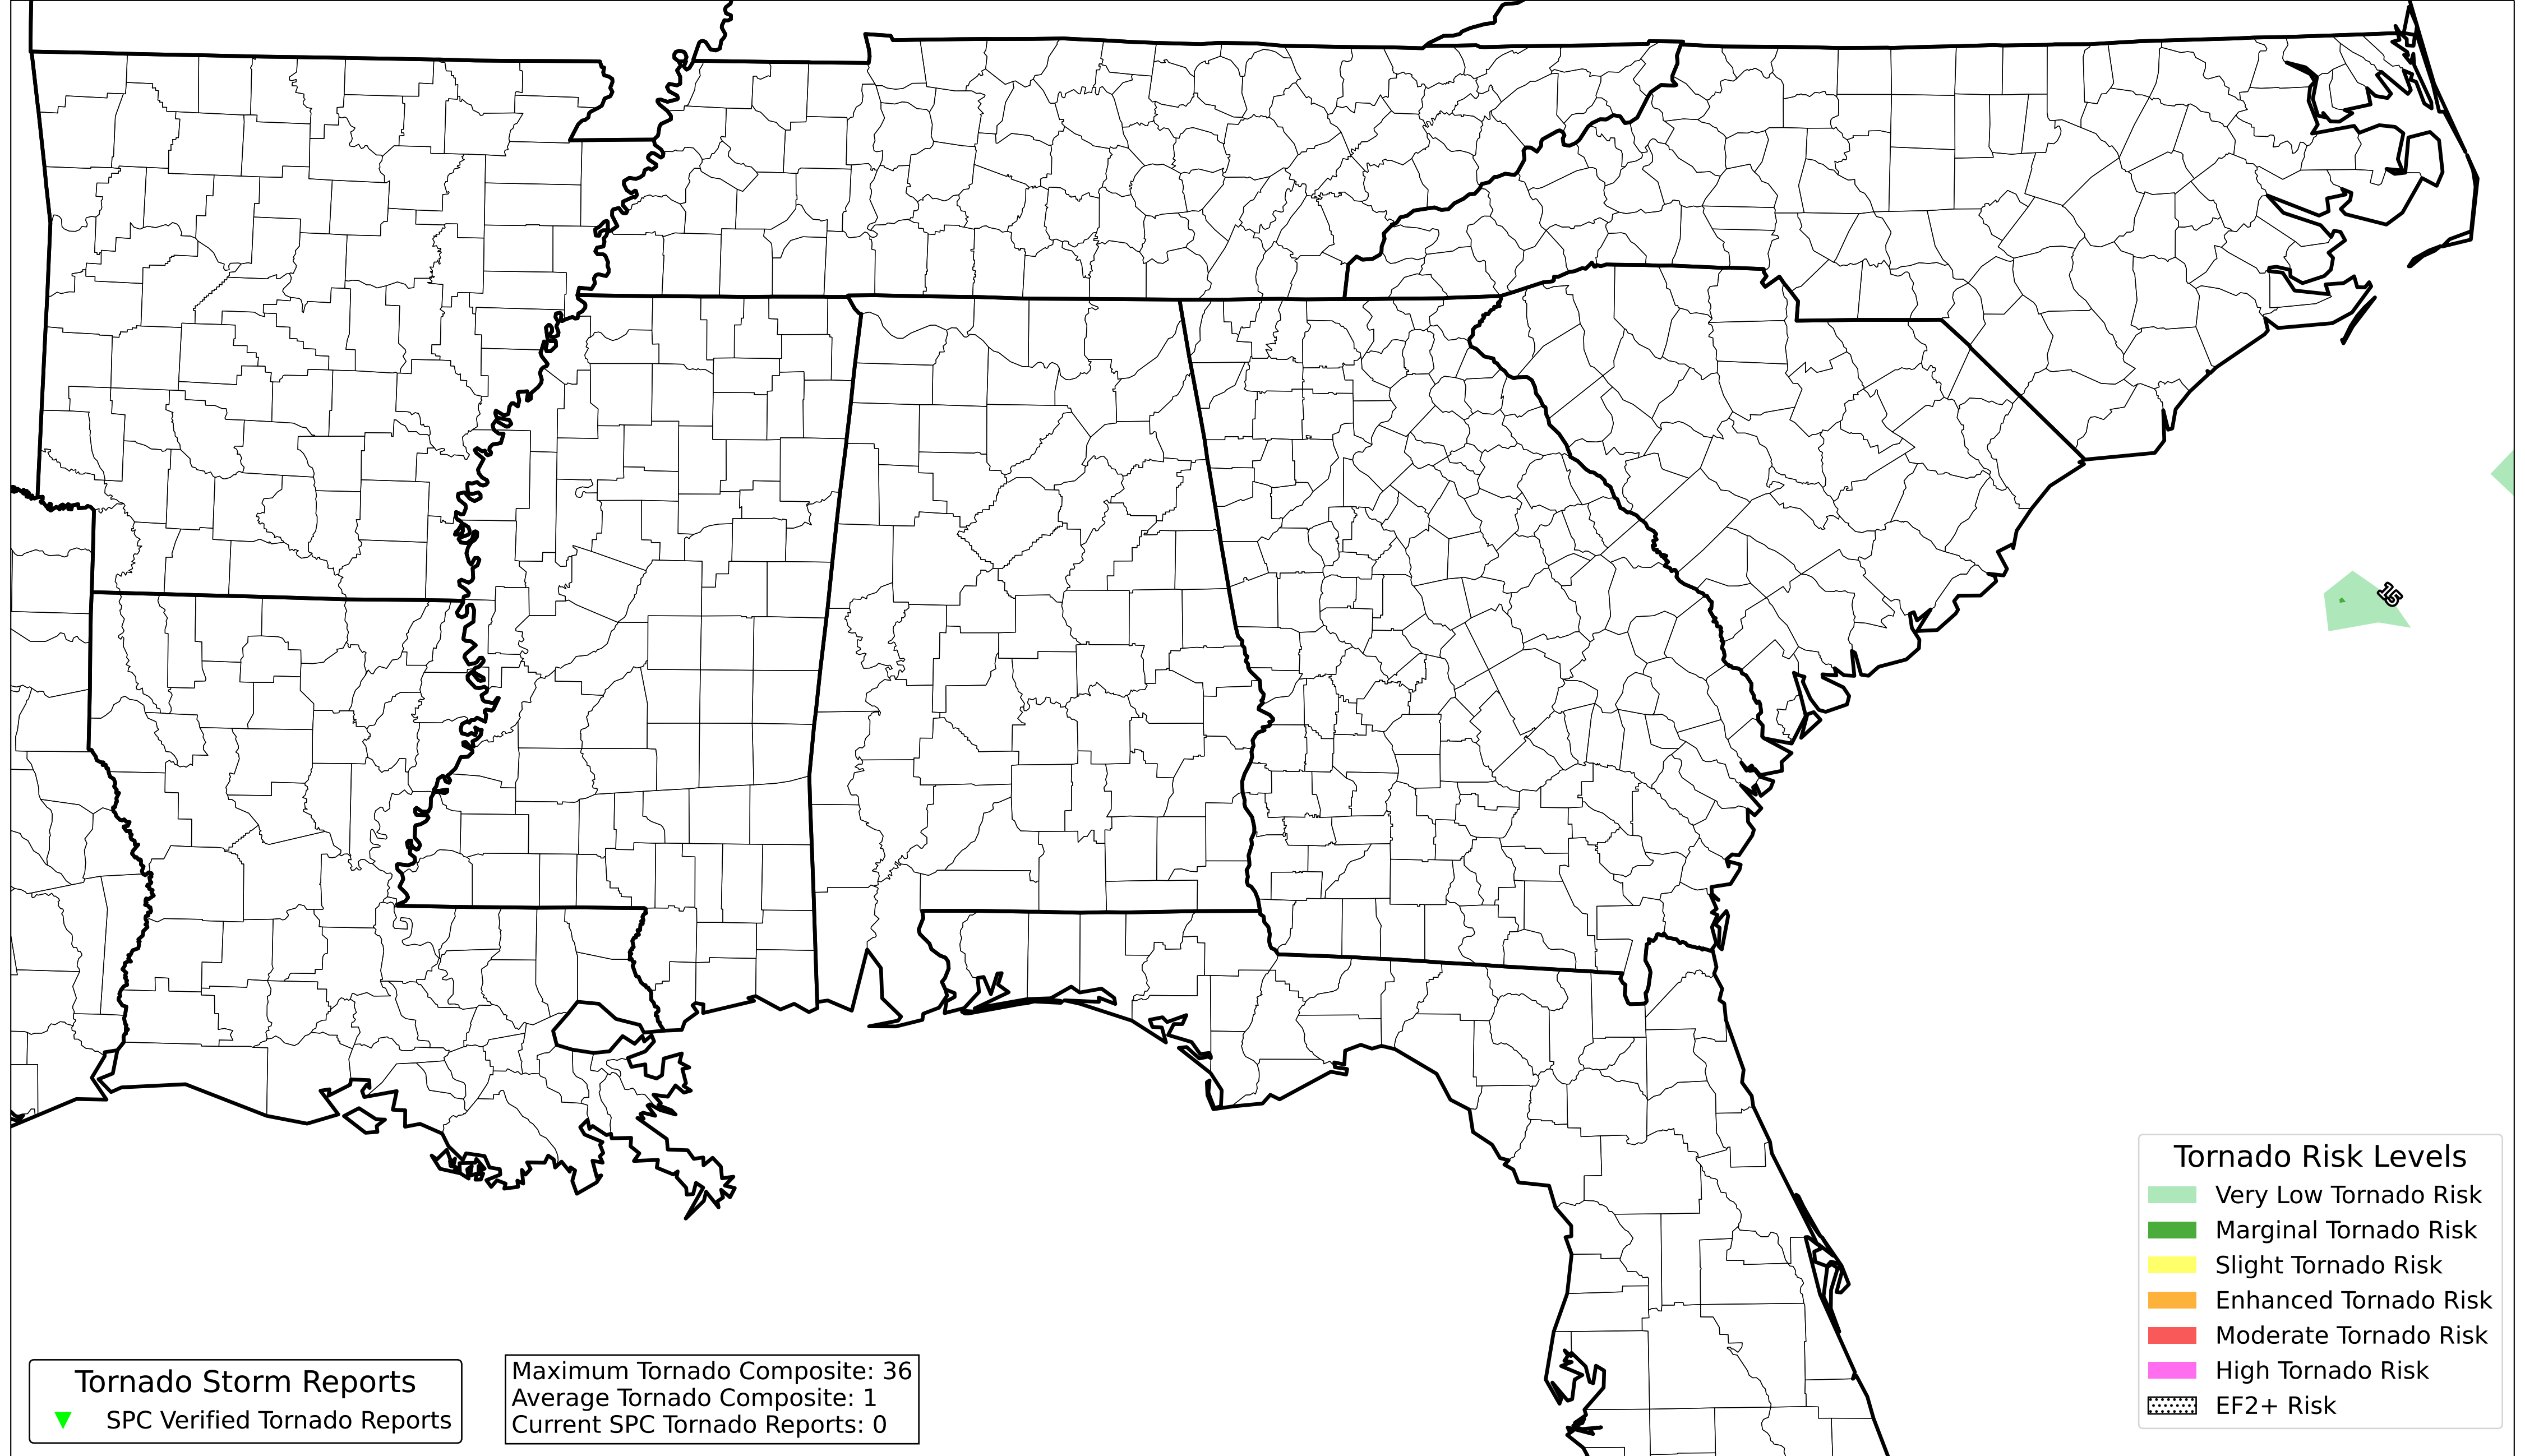 15
Tornado Risk Levels
Very Low Tornado Risk
Marginal Tornado Risk
Slight Tornado Risk
Enhanced Tornado Risk
Moderate Tornado Risk
High Tornado Risk
EF2+ Risk
Tornado Storm Reports
SPC Verified Tornado Reports
Maximum Tornado Composite: 36
Average Tornado Composite: 1
Current SPC Tornado Reports: 0